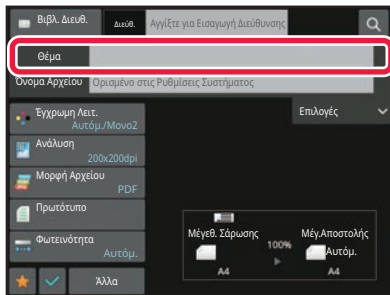 Βιβλ. Διευθ.
Διεύθ.
Αγγίξτε για Εισαγωγή Διεύθυνσης
Θέμα
Όνομα Αρχείου
Ορισμένο στις Ρυθμίσεις Συστήματος
Έγχρωμη Λειτ.
Αυτόμ./Μονο2
Επιλογές
Ανάλυση
200x200dpi
Μορφή Αρχείου
PDF
Πρωτότυπο
Φωτεινότητα
Αυτόμ.
Άλλα
Μέγεθ. Σάρωσης
100%
Μέγ.Αποστολής
Αυτόμ.
A4
A4